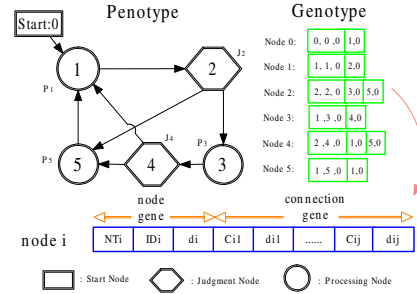 Penotype
Genotype
Start:0
1
P1
2
J2
5
P5
4
J4
3
P3
Node 0: 0, 0 ,0 1,0
Node 1: 1, 1, 0 2,0
Node 2: 2, 2, 0 3,0 5,0
Node 3: 1 ,3 ,0 4,0
Node 4: 2 ,4 ,0 1,0 5,0
Node 5: 1 ,5 ,0 1,0
node gene
connection gene
node i NTi IDi di Ci1 di1 ...... Cij dij
: Start Node : Judgment Node : Processing Node